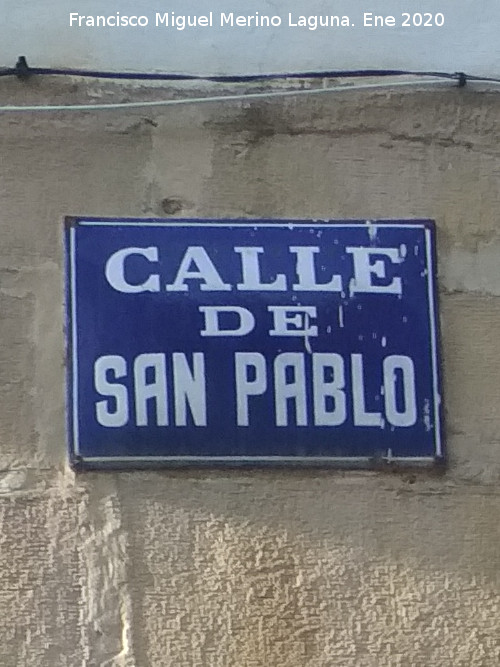 Francisco Miguel Merino Laguna. Ene 2020
CALLE
DE
SAN PABLO